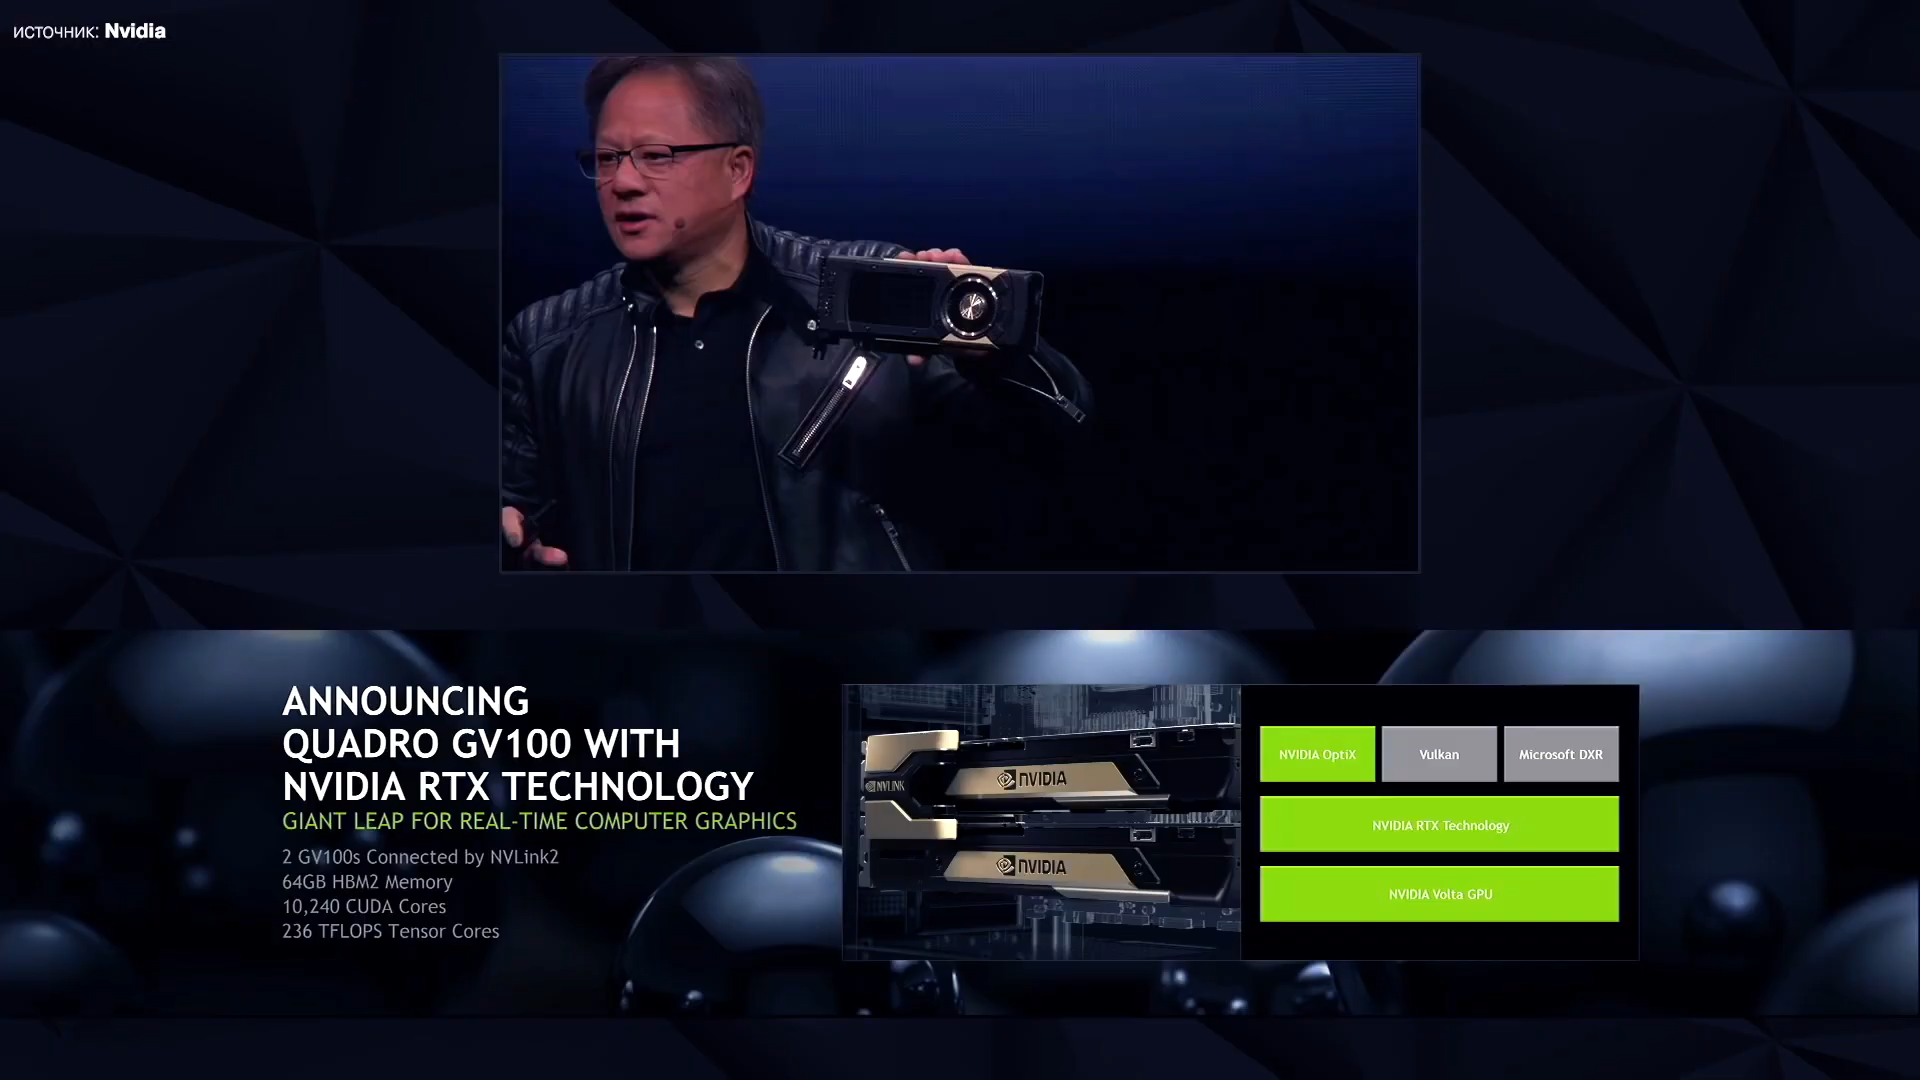 источник: Nvidia
ANNOUNCING
QUADRO GV100 WITH
NVIDIA RTX TECHNOLOGY
GIANT LEAP FOR REAL-TIME COMPUTER GRAPHICS
2 GV100s Connected by NVLink2
64GB HBM2 Memory
10,240 CUDA Cores
236 TFLOPS Tensor Cores
NVLINK
NVIDIA
NVIDIA
NVIDIA OptiX
Vulkan
Microsoft DXR
NVIDIA RTX Technology
NVIDIA Volta GPU